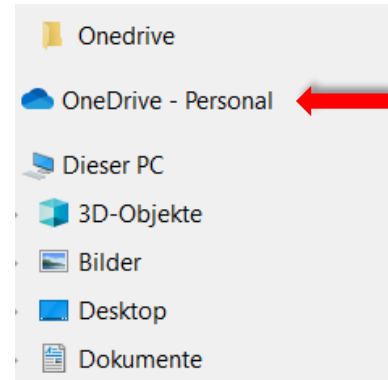 Onedrive
OneDrive - Personal
Dieser PC
3D-Objekte
Bilder
Desktop
Dokumente